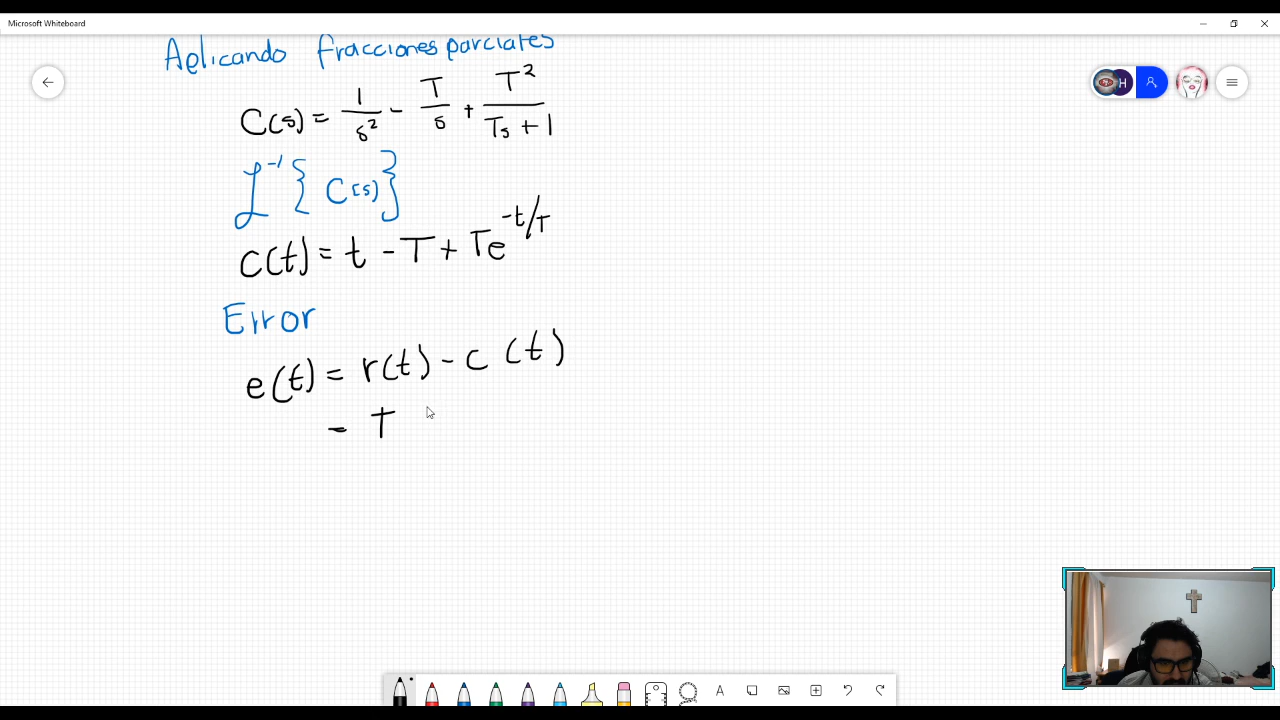 Microsoft Whiteboard
Aplicando fracciones parciales
C(s) = 1/s² - T/s + T²/Ts + 1
H
ℒ⁻¹{C(s)}
c(t) = t - T + Te^-t/T
Error
e(t) = r(t) - c (t)
= T
A